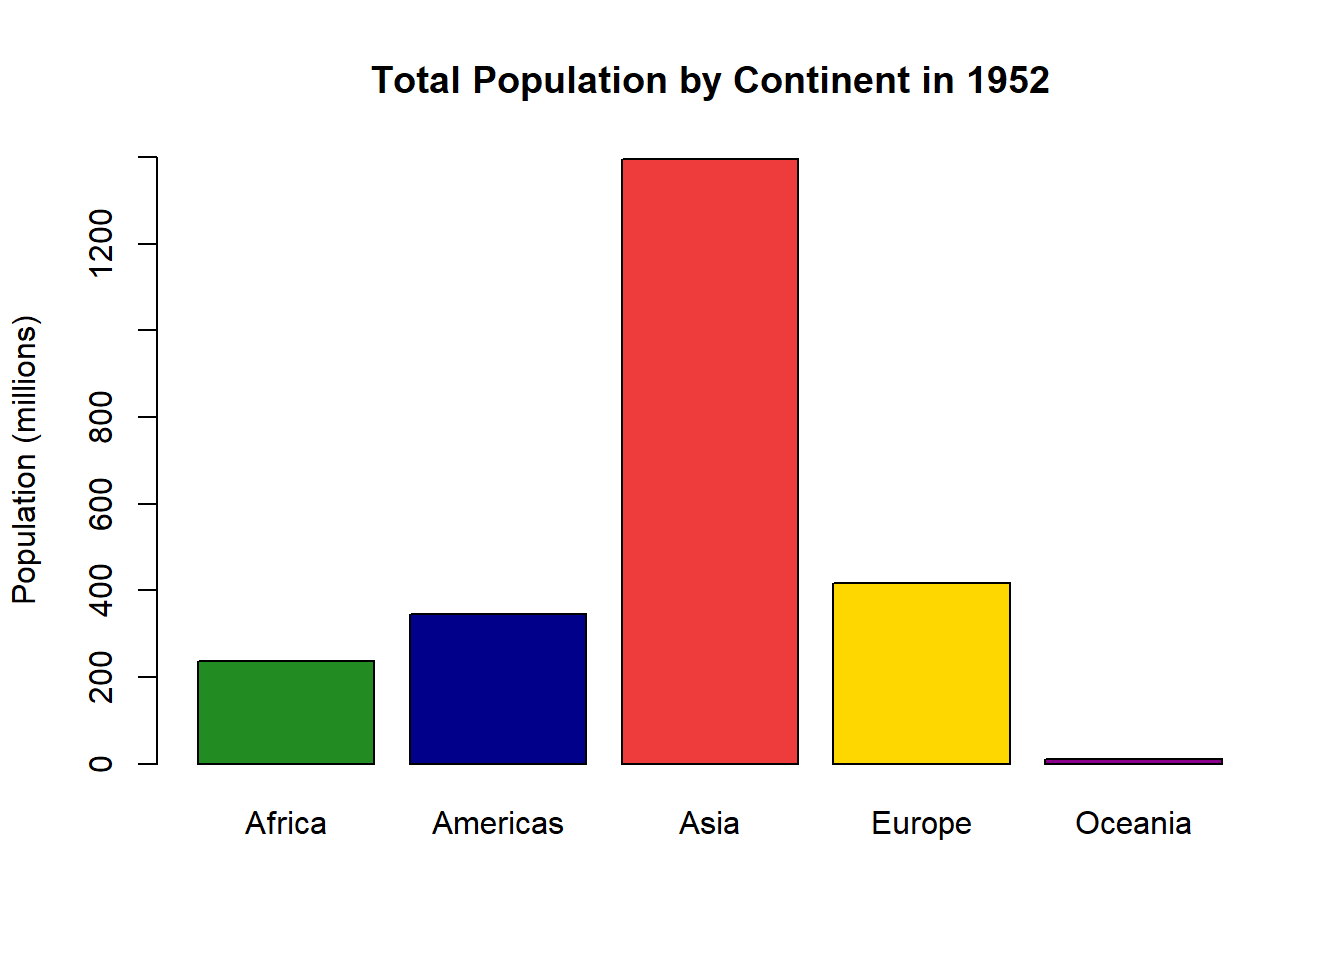 Total Population by Continent in 1952
Population (millions)
1200
800
600
400
200
0
Africa Americas Asia Europe Oceania